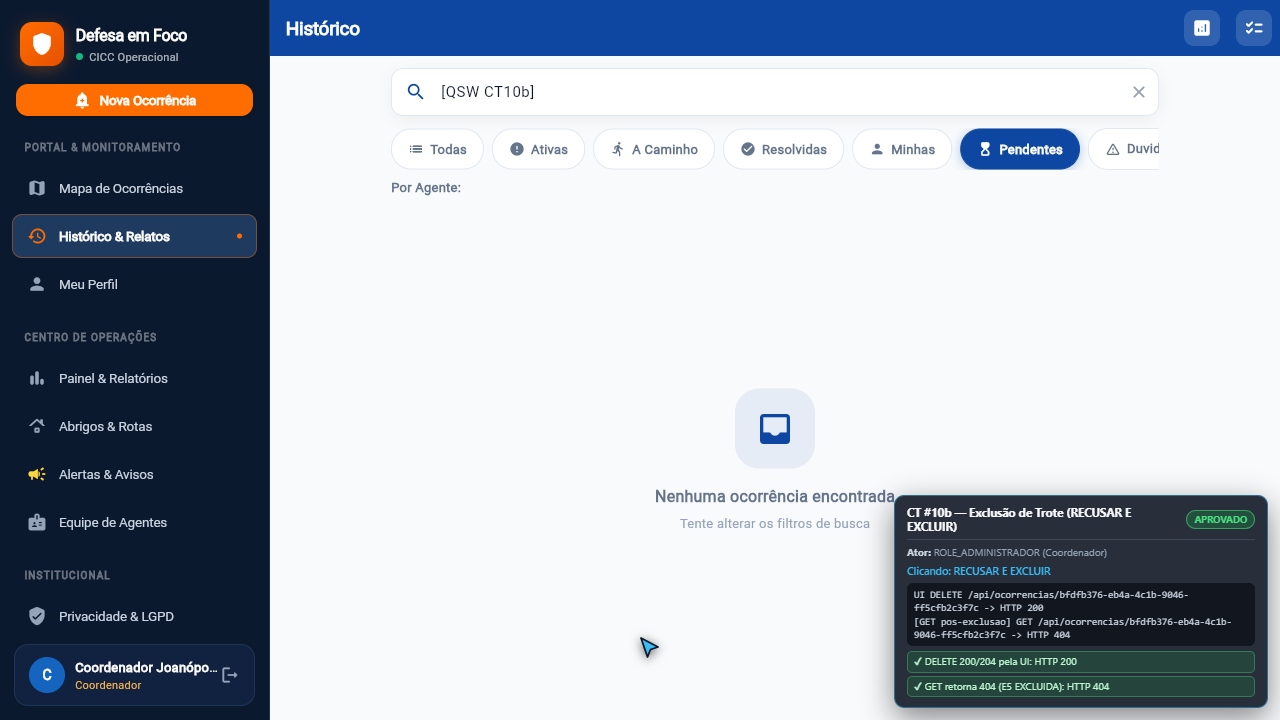 Defesa em Foco
CICC Operacional
Nova Ocorrência
PORTAL & MONITORAMENTO
Mapa de Ocorrências
Histórico & Relatos
Meu Perfil
CENTRO DE OPERAÇÕES
Painel & Relatórios
Abrigos & Rotas
Alertas & Avisos
Equipe de Agentes
INSTITUCIONAL
Privacidade & LGPD
C
Coordenador Joanópo...
Coordenador
Histórico
[QSW CT10b]
Todas Ativas A Caminho Resolvidas Minhas Pendentes Duvid
Por Agente:
Nenhuma ocorrência encontrada
Tente alterar os filtros de busca
CT #10b — Exclusão de Trote (RECUSAR E
EXCLUIR)
APROVADO
Ator: ROLE_ADMINISTRADOR (Coordenador)
Clicando: RECUSAR E EXCLUIR
UI DELETE /api/ocorrencias/bfdfb376-eb4a-4c1b-9046-
ff5cfb2c3f7c -> HTTP 200
[GET pos-exclusao] GET /api/ocorrencias/bfdfb376-eb4a-4c1b-
9046-ff5cfb2c3f7c -> HTTP 404
✔ DELETE 200/204 pela UI: HTTP 200
✔ GET retorna 404 (E5 EXCLUIDA): HTTP 404